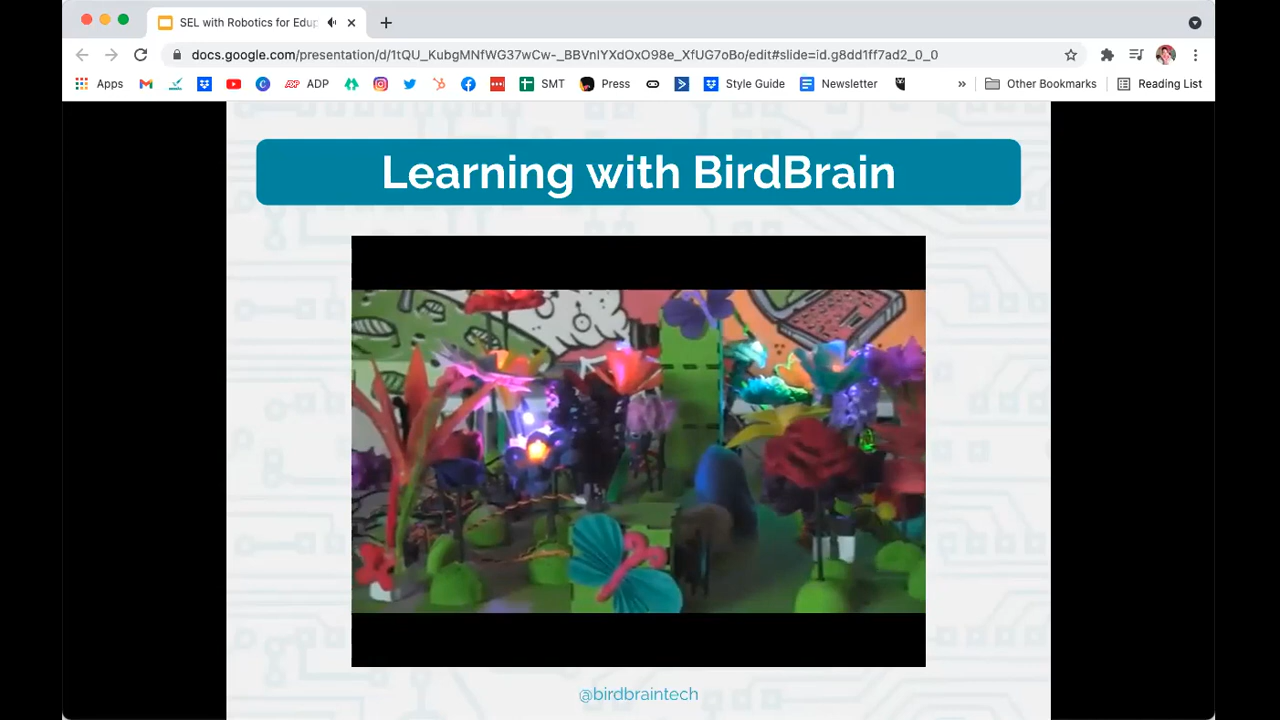 SEL with Robotics for Edup
docs.google.com/presentation/d/1tQU_KubgMNfWG37wCw-_BBVnlYXdOxO98e_XfUG7oBo/edit#slide=id.g8dd1ff7ad2_0_0
Apps ADP SMT Press Style Guide Newsletter » Other Bookmarks Reading List
Learning with BirdBrain
@birdbraintech